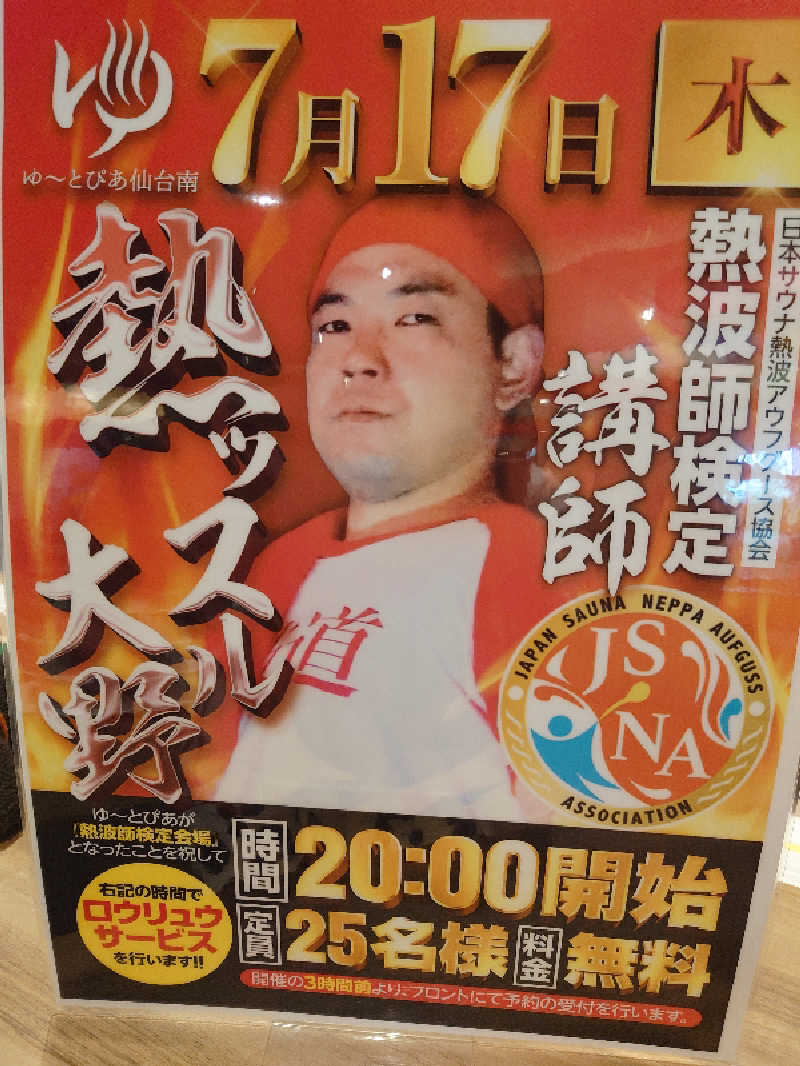 ゆ
ゆ～とぴあ仙台南
7月17日
木
熱ッスル
大野
日本サウナ熱波アウフグース協会
熱波師検定
講師
道
JAPAN SAUNA NEPPA AUFGUSS
JS
NA
ASSOCIATION
ゆ～とぴあが
「熱波師検定会場」
となったことを祝して
右記の時間で
ロウリュウ
サービス
を行います!!
時間
20:00開始
定員
25名様
料金
無料
開催の3時間前より、フロントにて予約の受付を行います。